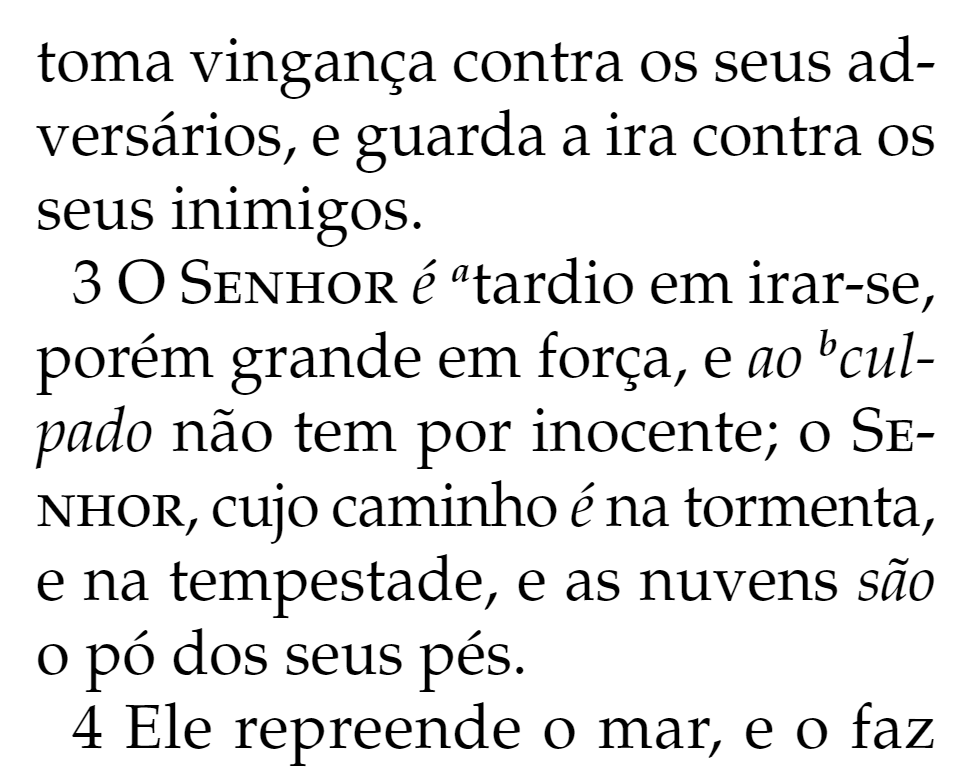 toma vingança contra os seus ad-
versários, e guarda a ira contra os
seus inimigos.
3 O SENHOR é ᵃtardio em irar-se,
porém grande em força, e ao ᵇcul-
pado não tem por inocente; o SE-
NHOR, cujo caminho é na tormenta,
e na tempestade, e as nuvens são
o pó dos seus pés.
4 Ele repreende o mar, e o faz